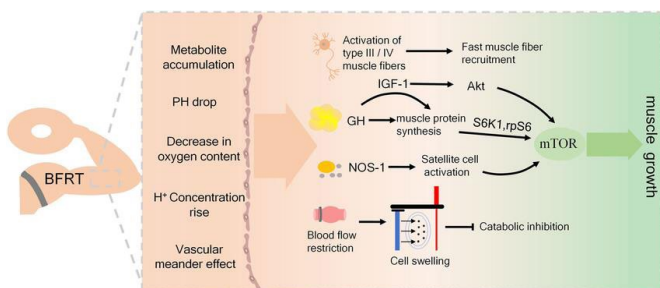 BFRT
Metabolite
accumulation
PH drop
Decrease in
oxygen content
H⁺ Concentration
rise
Vascular
meander effect
Activation of
type III / IV
muscle fibers
Fast muscle fiber
recruitment
IGF-1
Akt
GH
muscle protein
synthesis
S6K1,rpS6
mTOR
NOS-1
Satellite cell
activation
Blood flow
restriction
Cell swelling
Catabolic inhibition
muscle growth